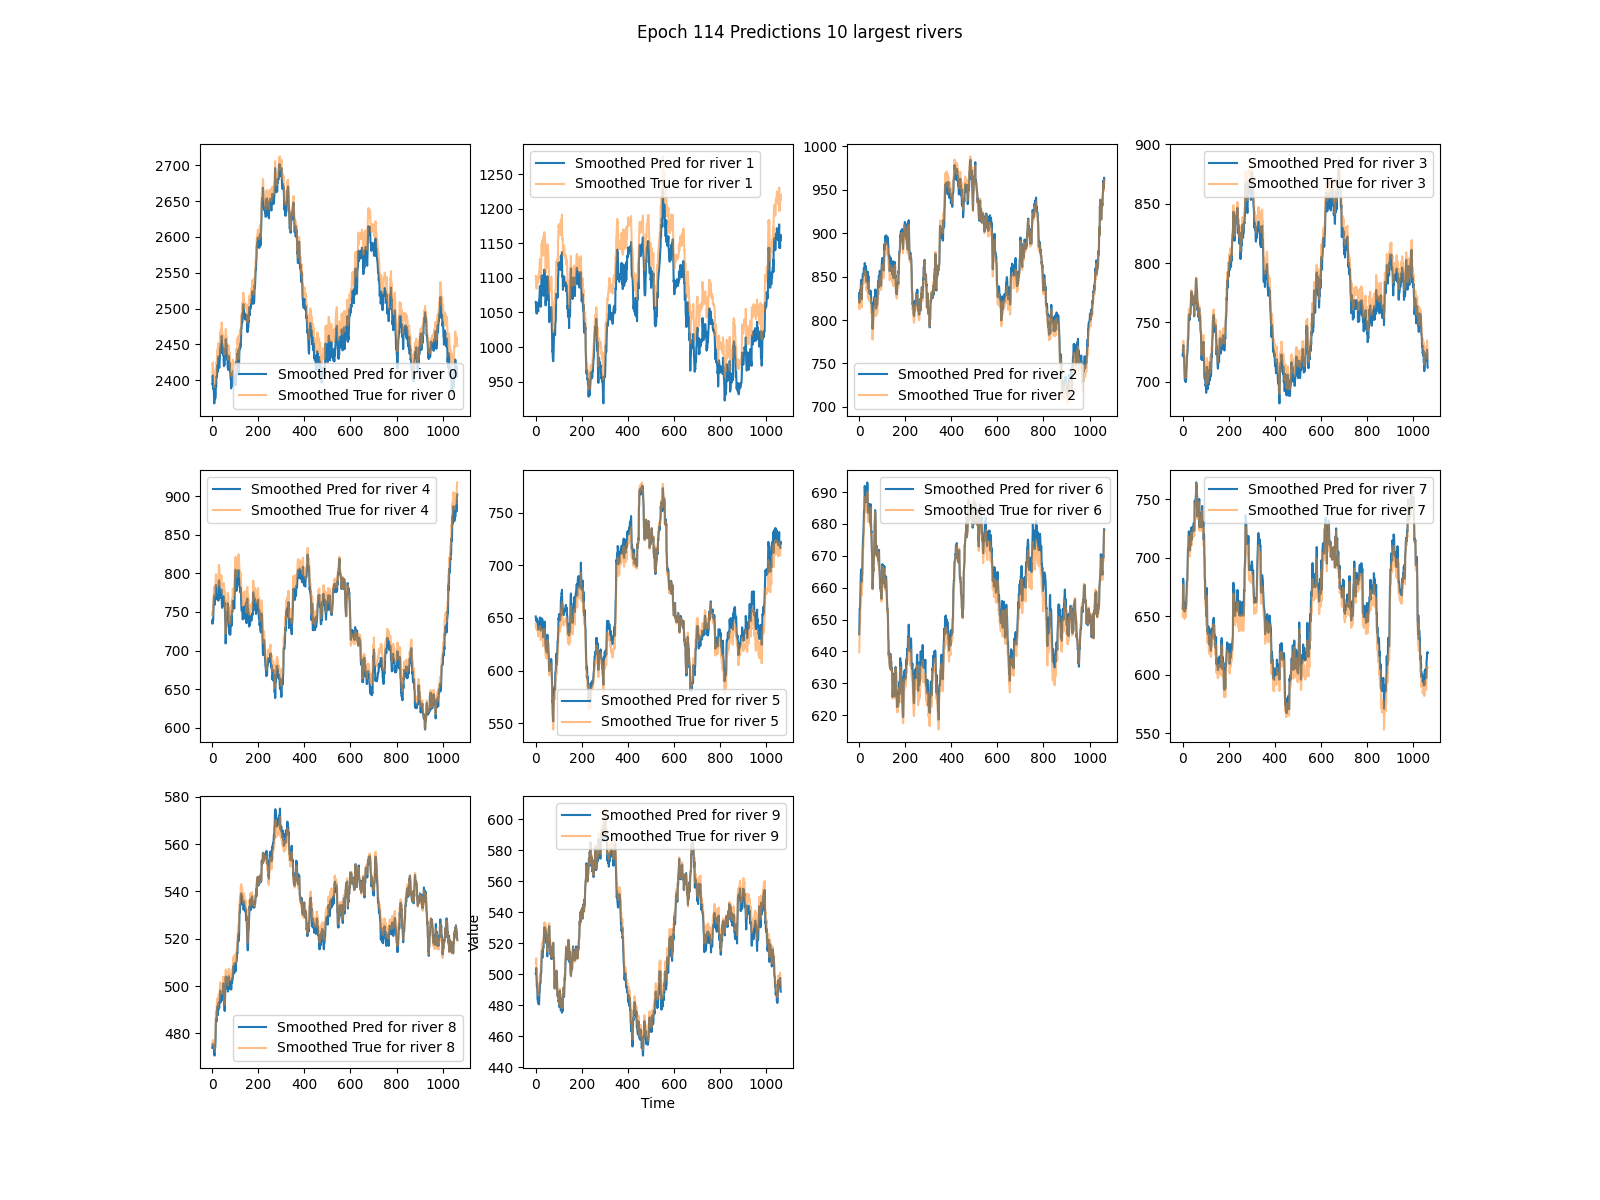 Epoch 114 Predictions 10 largest rivers
2700
2650
2600
2550
2500
2450
2400
Smoothed Pred for river 0
Smoothed True for river 0
0 200 400 600 800 1000
1250
1200
1150
1100
1050
1000
950
Smoothed Pred for river 1
Smoothed True for river 1
0 200 400 600 800 1000
1000
950
900
850
800
750
700
Smoothed Pred for river 2
Smoothed True for river 2
0 200 400 600 800 1000
900
850
800
750
700
Smoothed Pred for river 3
Smoothed True for river 3
0 200 400 600 800 1000
900
850
800
750
700
650
600
Smoothed Pred for river 4
Smoothed True for river 4
0 200 400 600 800 1000
750
700
650
600
550
Smoothed Pred for river 5
Smoothed True for river 5
0 200 400 600 800 1000
690
680
670
660
650
640
630
620
Smoothed Pred for river 6
Smoothed True for river 6
0 200 400 600 800 1000
750
700
650
600
550
Smoothed Pred for river 7
Smoothed True for river 7
0 200 400 600 800 1000
580
560
540
520
500
480
Smoothed Pred for river 8
Smoothed True for river 8
0 200 400 600 800 1000
Value
600
580
560
540
520
500
480
460
440
Smoothed Pred for river 9
Smoothed True for river 9
0 200 400 600 800 1000
Time